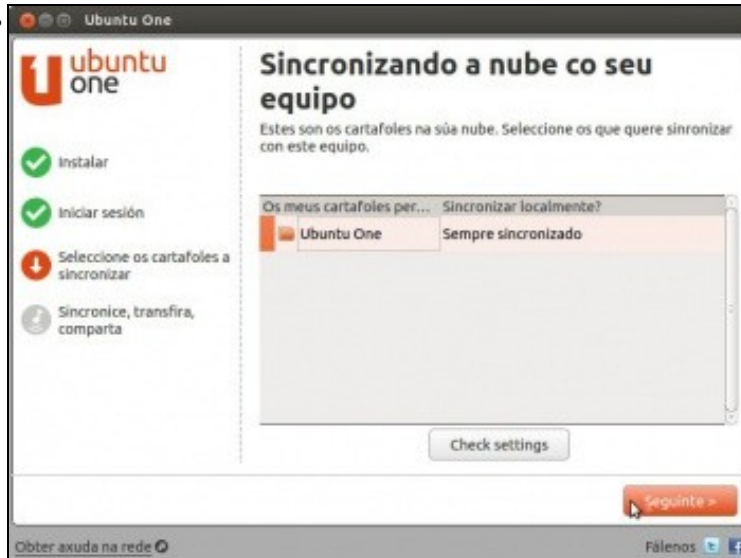 Ubuntu One
ubuntu
one
Instalar
Iniciar sesión
Seleccione os cartafoles a
sincronizar
Sincronice, transfira,
comparta
Sincronizando a nube co seu
equipo
Estes son os cartafoles na súa nube. Seleccione os que quere sinronizar
con este equipo.
Os meus cartafoles per... Sincronizar localmente?
Ubuntu One Sempre sincronizado
Check settings
Seguinte >
Obter axuda na rede
Fálenos